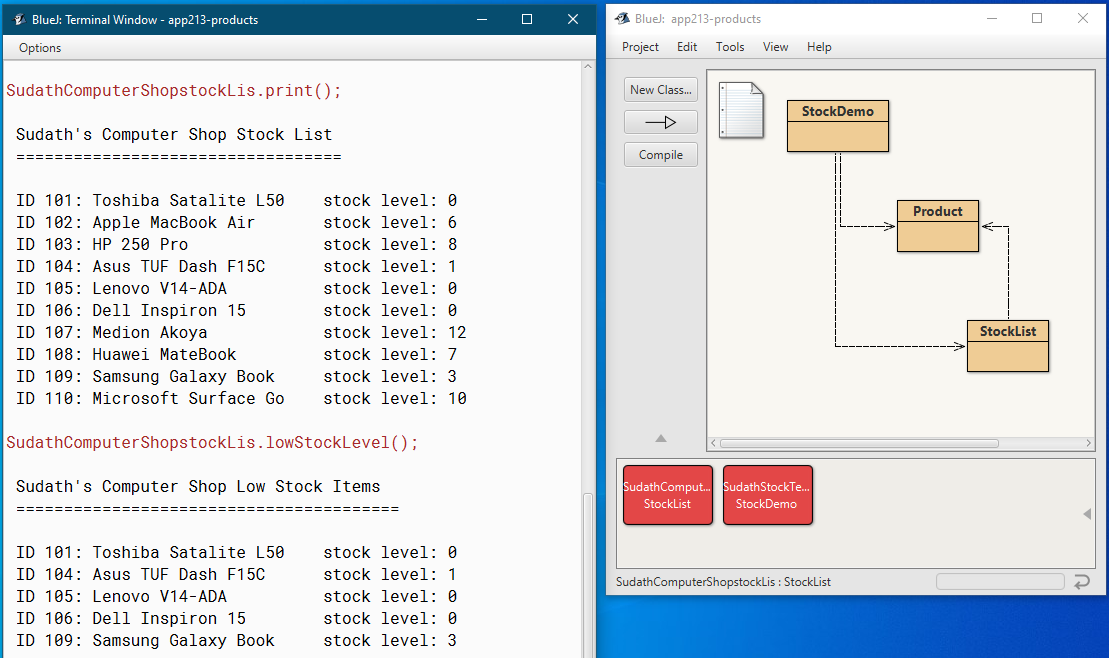 BlueJ: Terminal Window - app213-products
Options
SudathComputerShopstockLis.print();
Sudath's Computer Shop Stock List
==================================
ID 101: Toshiba Satalite L50    stock level: 0
ID 102: Apple MacBook Air       stock level: 6
ID 103: HP 250 Pro              stock level: 8
ID 104: Asus TUF Dash F15C      stock level: 1
ID 105: Lenovo V14-ADA          stock level: 0
ID 106: Dell Inspiron 15        stock level: 0
ID 107: Medion Akoya            stock level: 12
ID 108: Huawei MateBook         stock level: 7
ID 109: Samsung Galaxy Book     stock level: 3
ID 110: Microsoft Surface Go    stock level: 10
SudathComputerShopstockLis.lowStockLevel();
Sudath's Computer Shop Low Stock Items
========================================
ID 101: Toshiba Satalite L50    stock level: 0
ID 104: Asus TUF Dash F15C      stock level: 1
ID 105: Lenovo V14-ADA          stock level: 0
ID 106: Dell Inspiron 15        stock level: 0
ID 109: Samsung Galaxy Book     stock level: 3
BlueJ: app213-products
Project Edit Tools View Help
New Class...
Compile
StockDemo
Product
StockList
SudathComput...
StockList
SudathStockTe...
StockDemo
SudathComputerShopstockLis : StockList